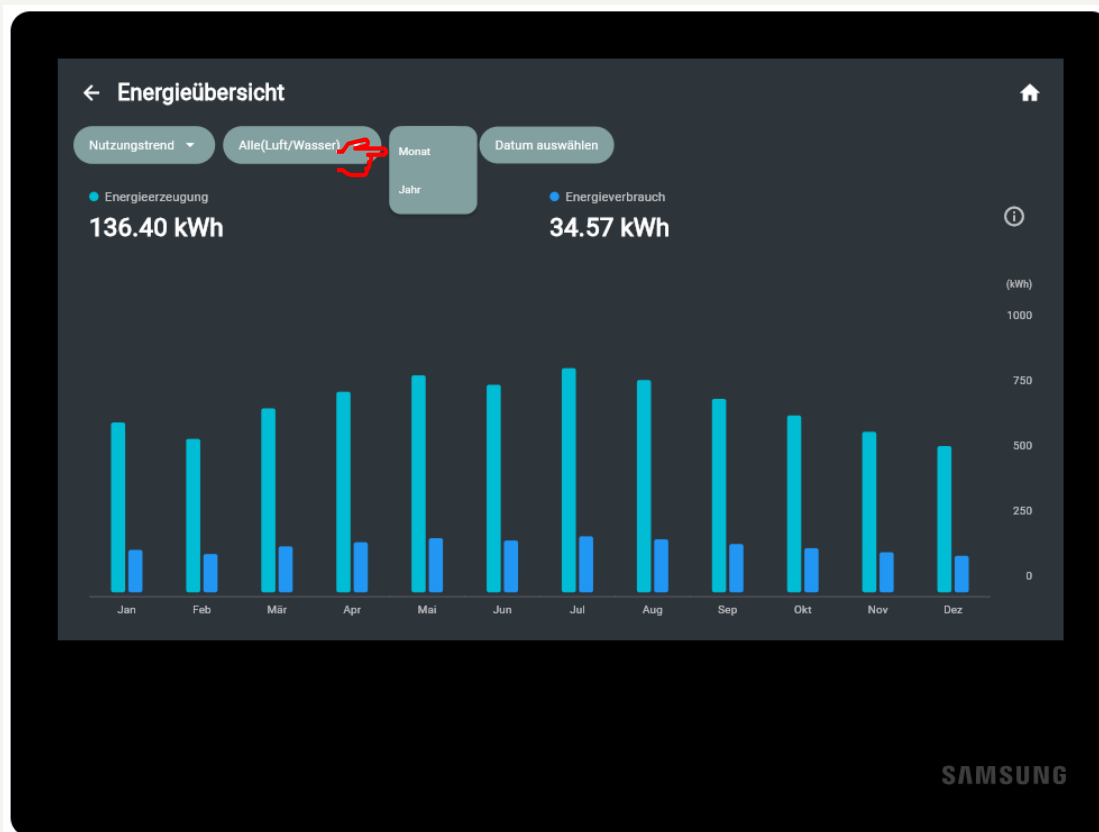 Energieübersicht
Nutzungstrend Alle(Luft/Wasser) Monat Datum auswählen
Jahr
Energieerzeugung Energieverbrauch
136.40 kWh 34.57 kWh
(kWh)
1000
750
500
250
0
Jan Feb Mär Apr Mai Jun Jul Aug Sep Okt Nov Dez
SAMSUNG